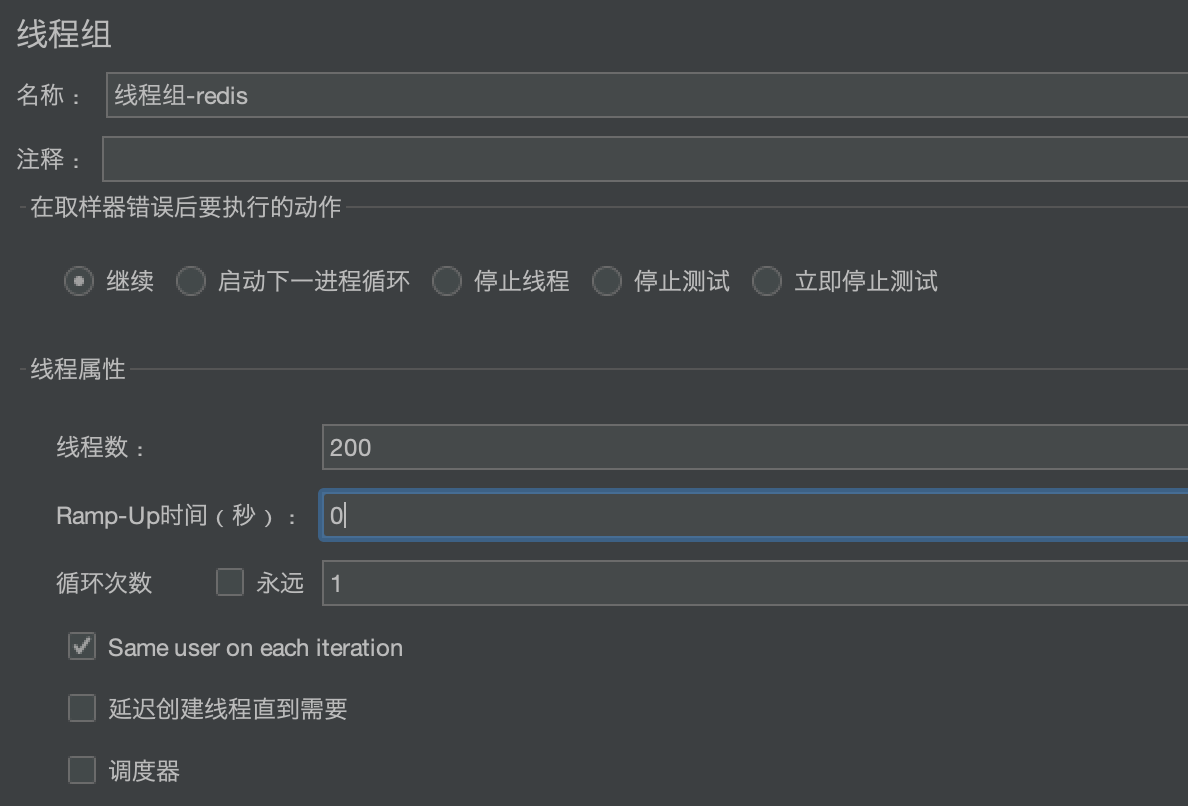 线程组
名称： 线程组-redis
注释：
在取样器错误后要执行的动作
继续 启动下一进程循环 停止线程 停止测试 立即停止测试
线程属性
线程数： 200
Ramp-Up时间（秒）： 0
循环次数 永远 1
Same user on each iteration
延迟创建线程直到需要
调度器